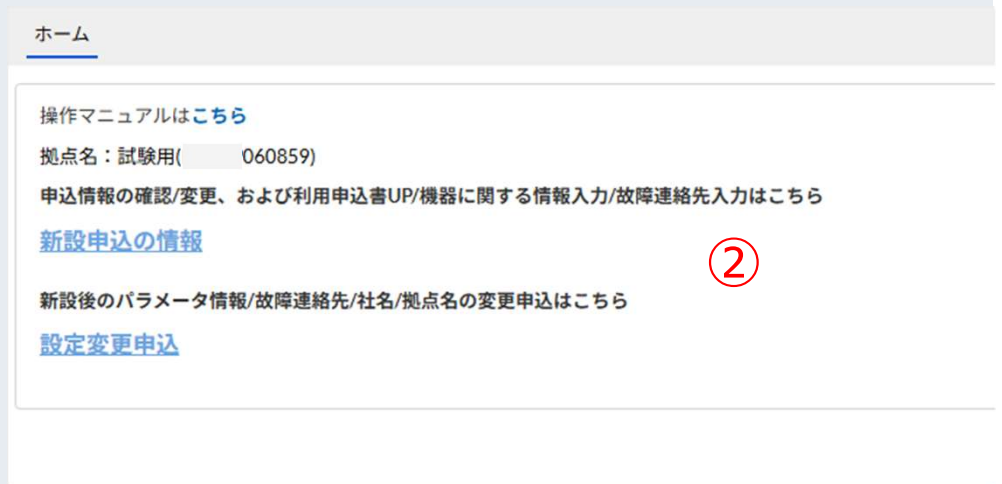 ホーム
操作マニュアルはこちら
拠点名：試験用( 060859)
申込情報の確認/変更、および利用申込書UP/機器に関する情報入力/故障連絡先入力はこちら
新設申込の情報
②
新設後のパラメータ情報/故障連絡先/社名/拠点名の変更申込はこちら
設定変更申込